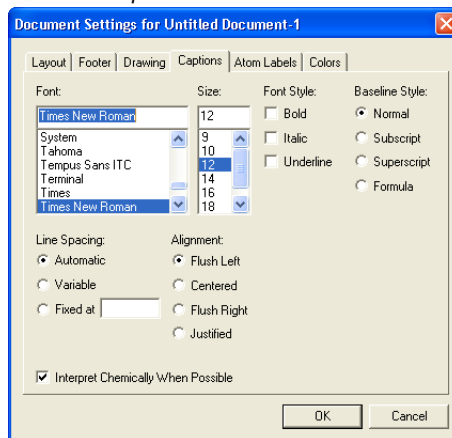 Document Settings for Untitled Document-1
Layout Footer Drawing Captions Atom Labels Colors
Font: Size: Font Style: Baseline Style:
Times New Roman 12 Bold Normal
System 9 Italic Subscript
Tahoma 10 Underline Superscript
Tempus Sans ITC 12 Formula
Terminal 14
Times 16
Times New Roman 18
Line Spacing: Alignment:
Automatic Flush Left
Variable Centered
Fixed at Flush Right
Justified
Interpret Chemically When Possible
OK Cancel